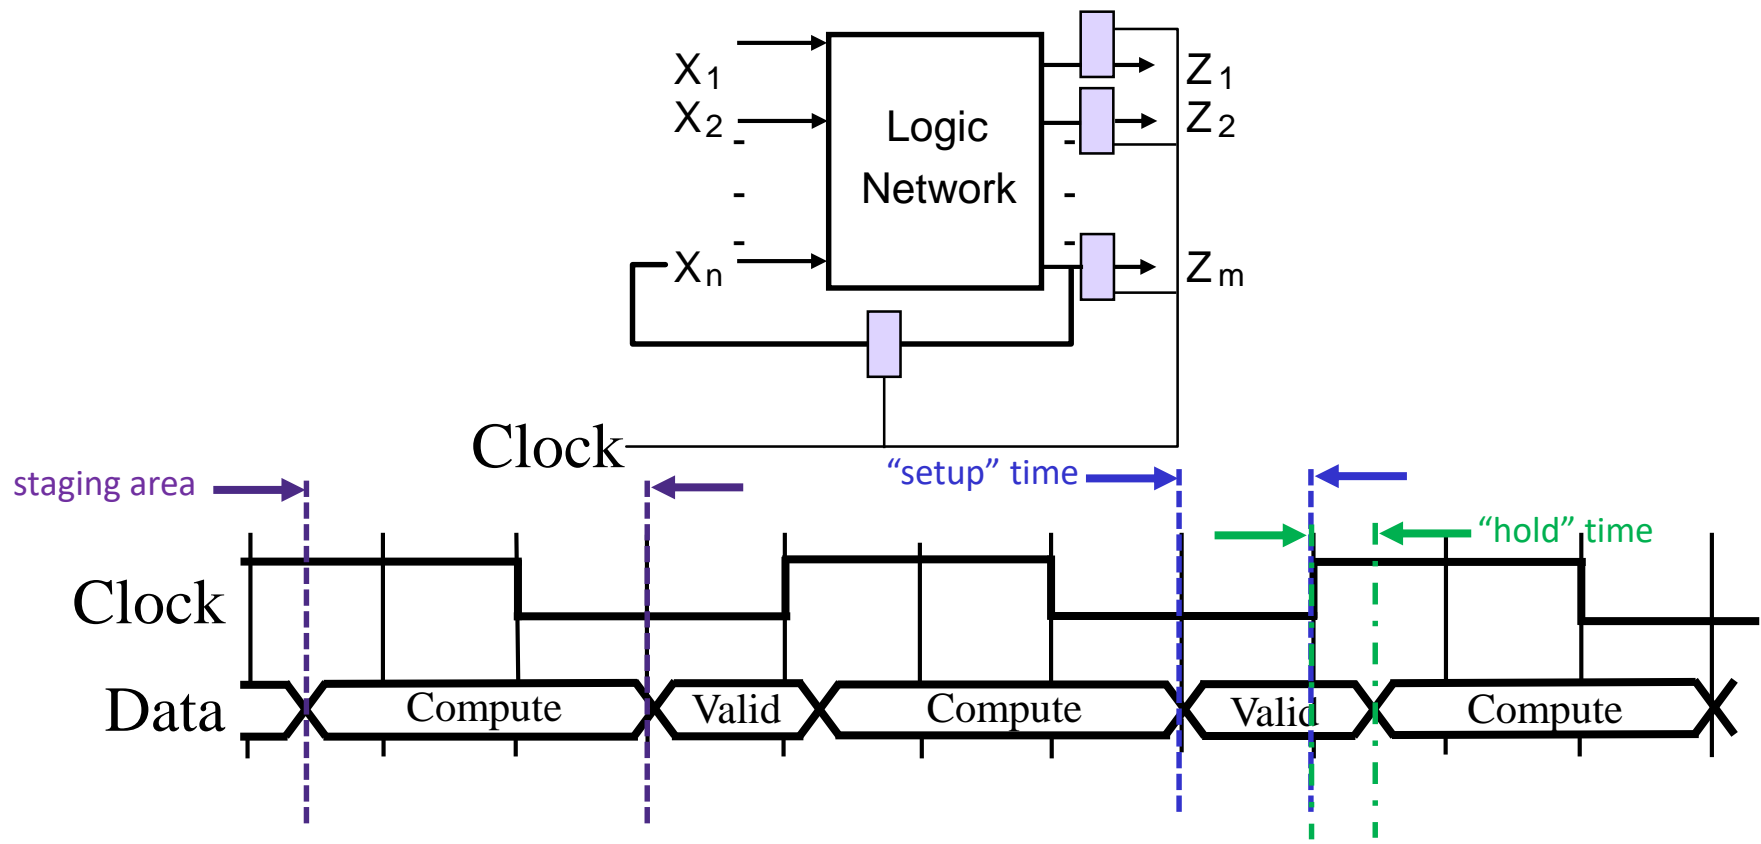 X1
Z1
X2
Z2
Logic
Network
-
-
-
-
-
-
Xn
Zm
Clock
staging area
“setup” time
“hold” time
Clock
Data
Compute
Valid
Compute
Valid
Compute